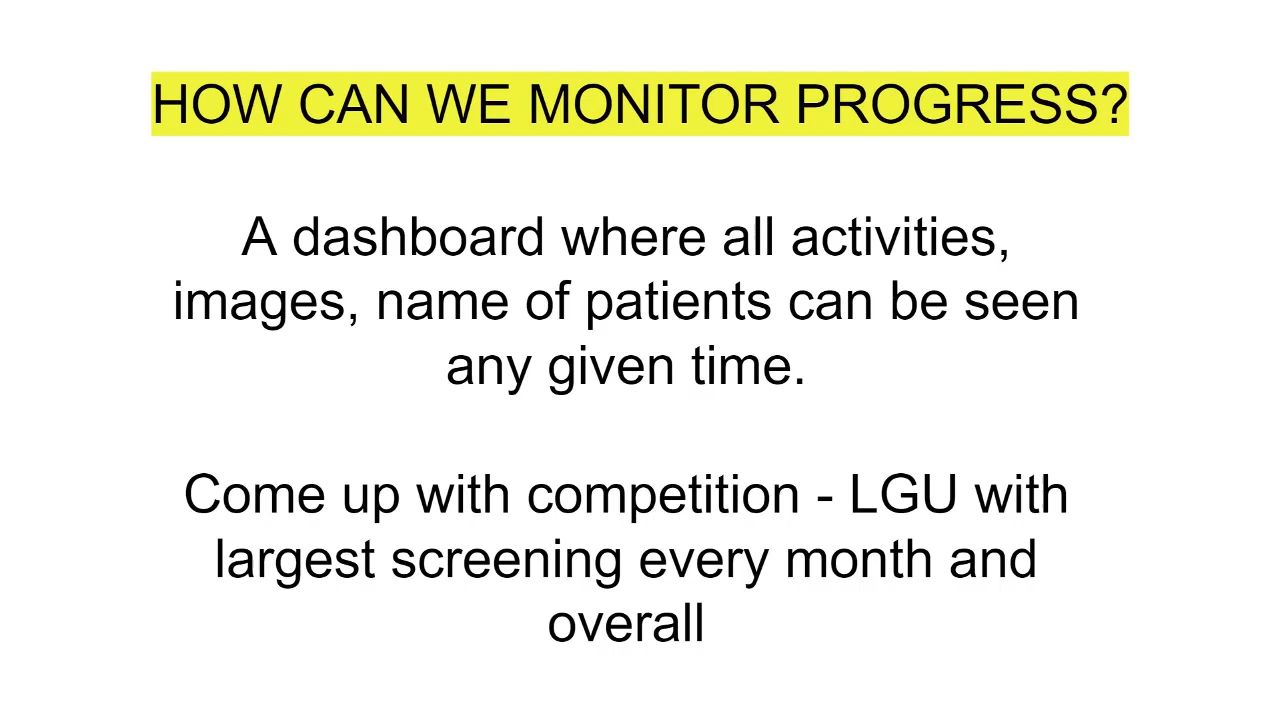 HOW CAN WE MONITOR PROGRESS?
A dashboard where all activities,
images, name of patients can be seen
any given time.
Come up with competition - LGU with
largest screening every month and
overall